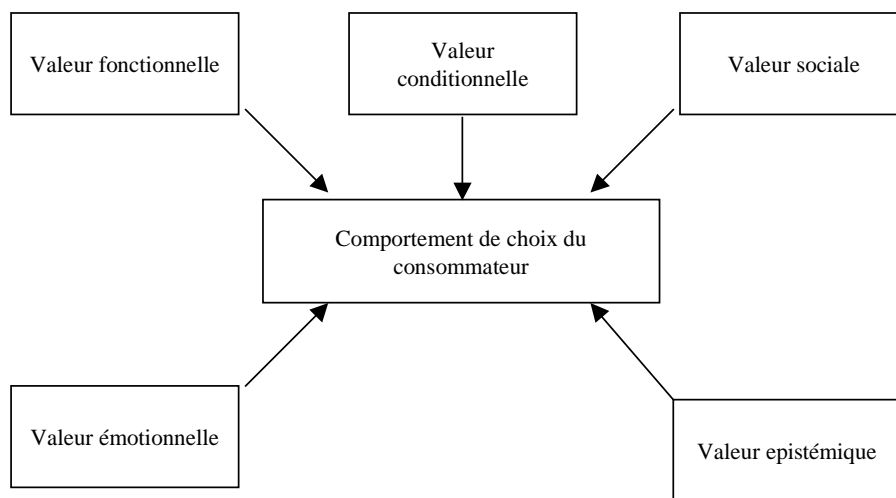 Valeur fonctionnelle
Valeur
conditionnelle
Valeur sociale
Comportement de choix du
consommateur
Valeur émotionnelle
Valeur epistémique